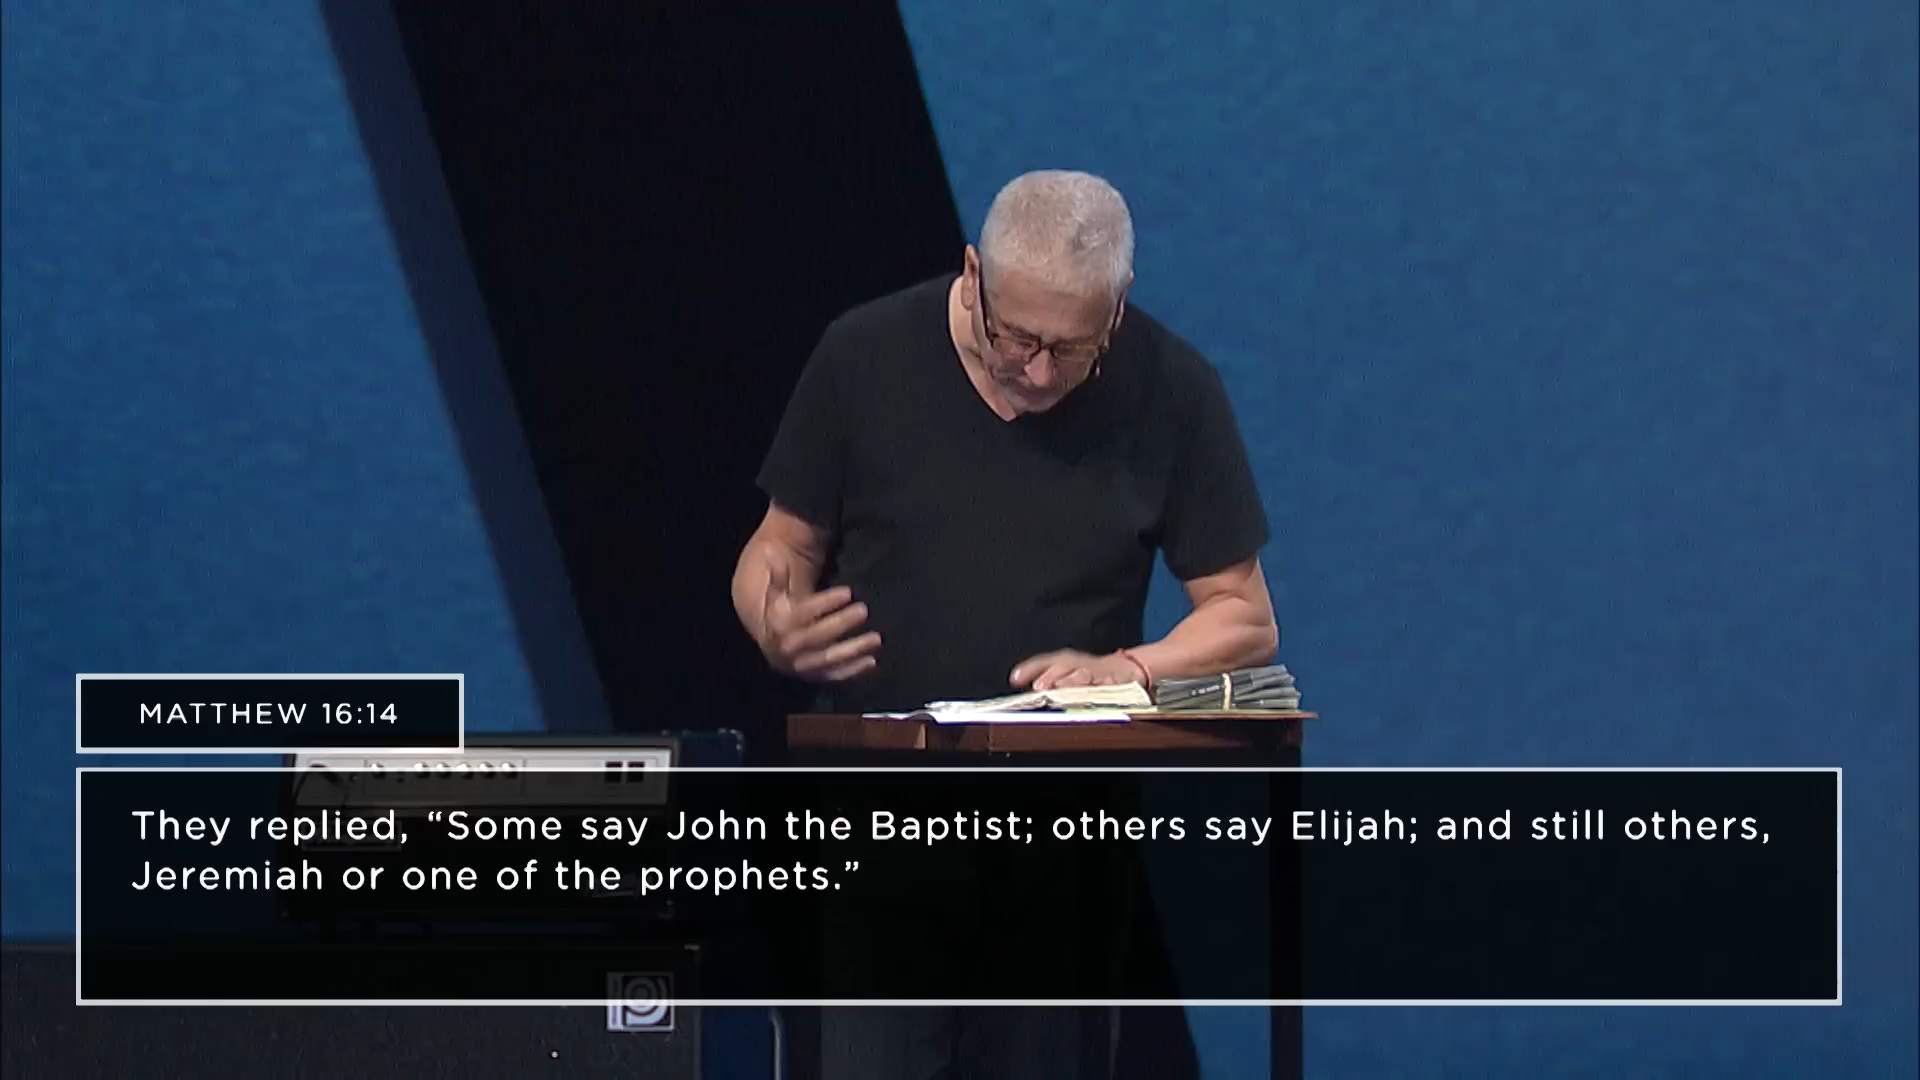 MATTHEW 16:14
They replied, “Some say John the Baptist; others say Elijah; and still others,
Jeremiah or one of the prophets.”